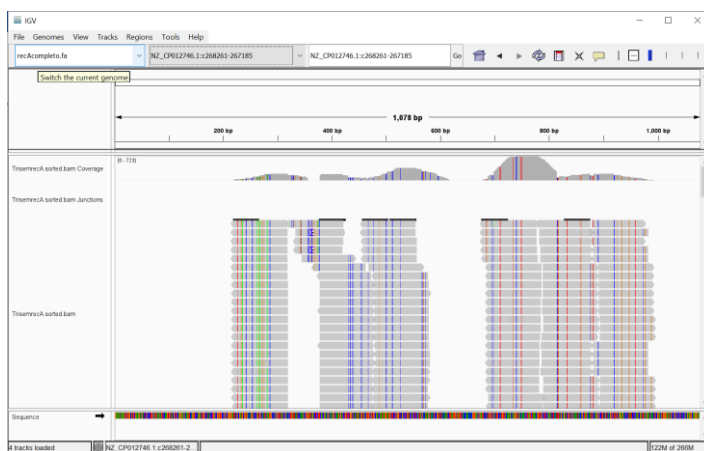 IGV
File Genomes View Tracks Regions Tools Help
recAcompleto.fa NZ_CP012746.1:c268261-267185 NZ_CP012746.1:c268261-267185 Go
Switch the current genome
1,078 bp
200 bp 400 bp 600 bp 800 bp 1,000 bp
TrisemrecA.sorted.bam Coverage
[0 - 723]
TrisemrecA.sorted.bam Junctions
TrisemrecA.sorted.bam
Sequence
4 tracks loaded NZ_CP012746.1:c268261-2... 122M of 266M